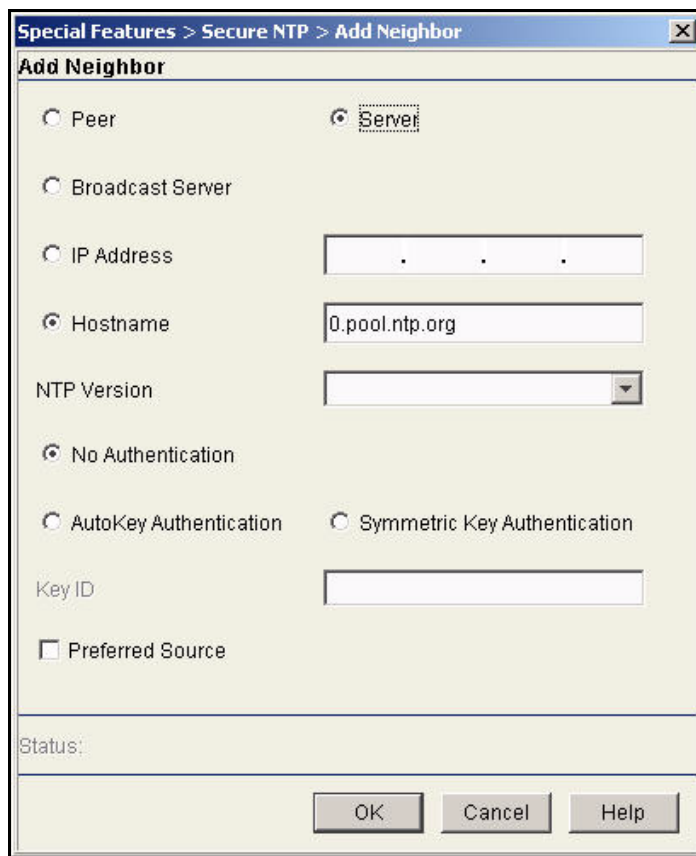 Special Features > Secure NTP > Add Neighbor
Add Neighbor
Peer Server
Broadcast Server
IP Address . . .
Hostname 0.pool.ntp.org
NTP Version
No Authentication
AutoKey Authentication Symmetric Key Authentication
Key ID
Preferred Source
Status:
OK Cancel Help